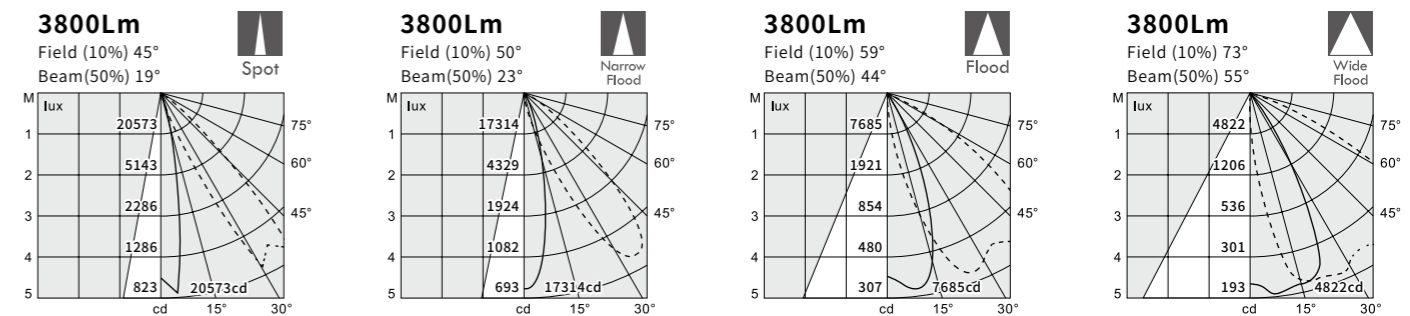 3800Lm
Field (10%) 45°
Beam(50%) 19°
Spot
M
lux
1
2
3
4
5
20573
5143
2286
1286
823
20573cd
75°
60°
45°
cd
15°
30°
3800Lm
Field (10%) 50°
Beam(50%) 23°
Narrow
Flood
M
lux
1
2
3
4
5
17314
4329
1924
1082
693
17314cd
75°
60°
45°
cd
15°
30°
3800Lm
Field (10%) 59°
Beam(50%) 44°
Flood
M
lux
1
2
3
4
5
7685
1921
854
480
307
7685cd
75°
60°
45°
cd
15°
30°
3800Lm
Field (10%) 73°
Beam(50%) 55°
Wide
Flood
M
lux
1
2
3
4
5
4822
1206
536
301
193
4822cd
75°
60°
45°
cd
15°
30°